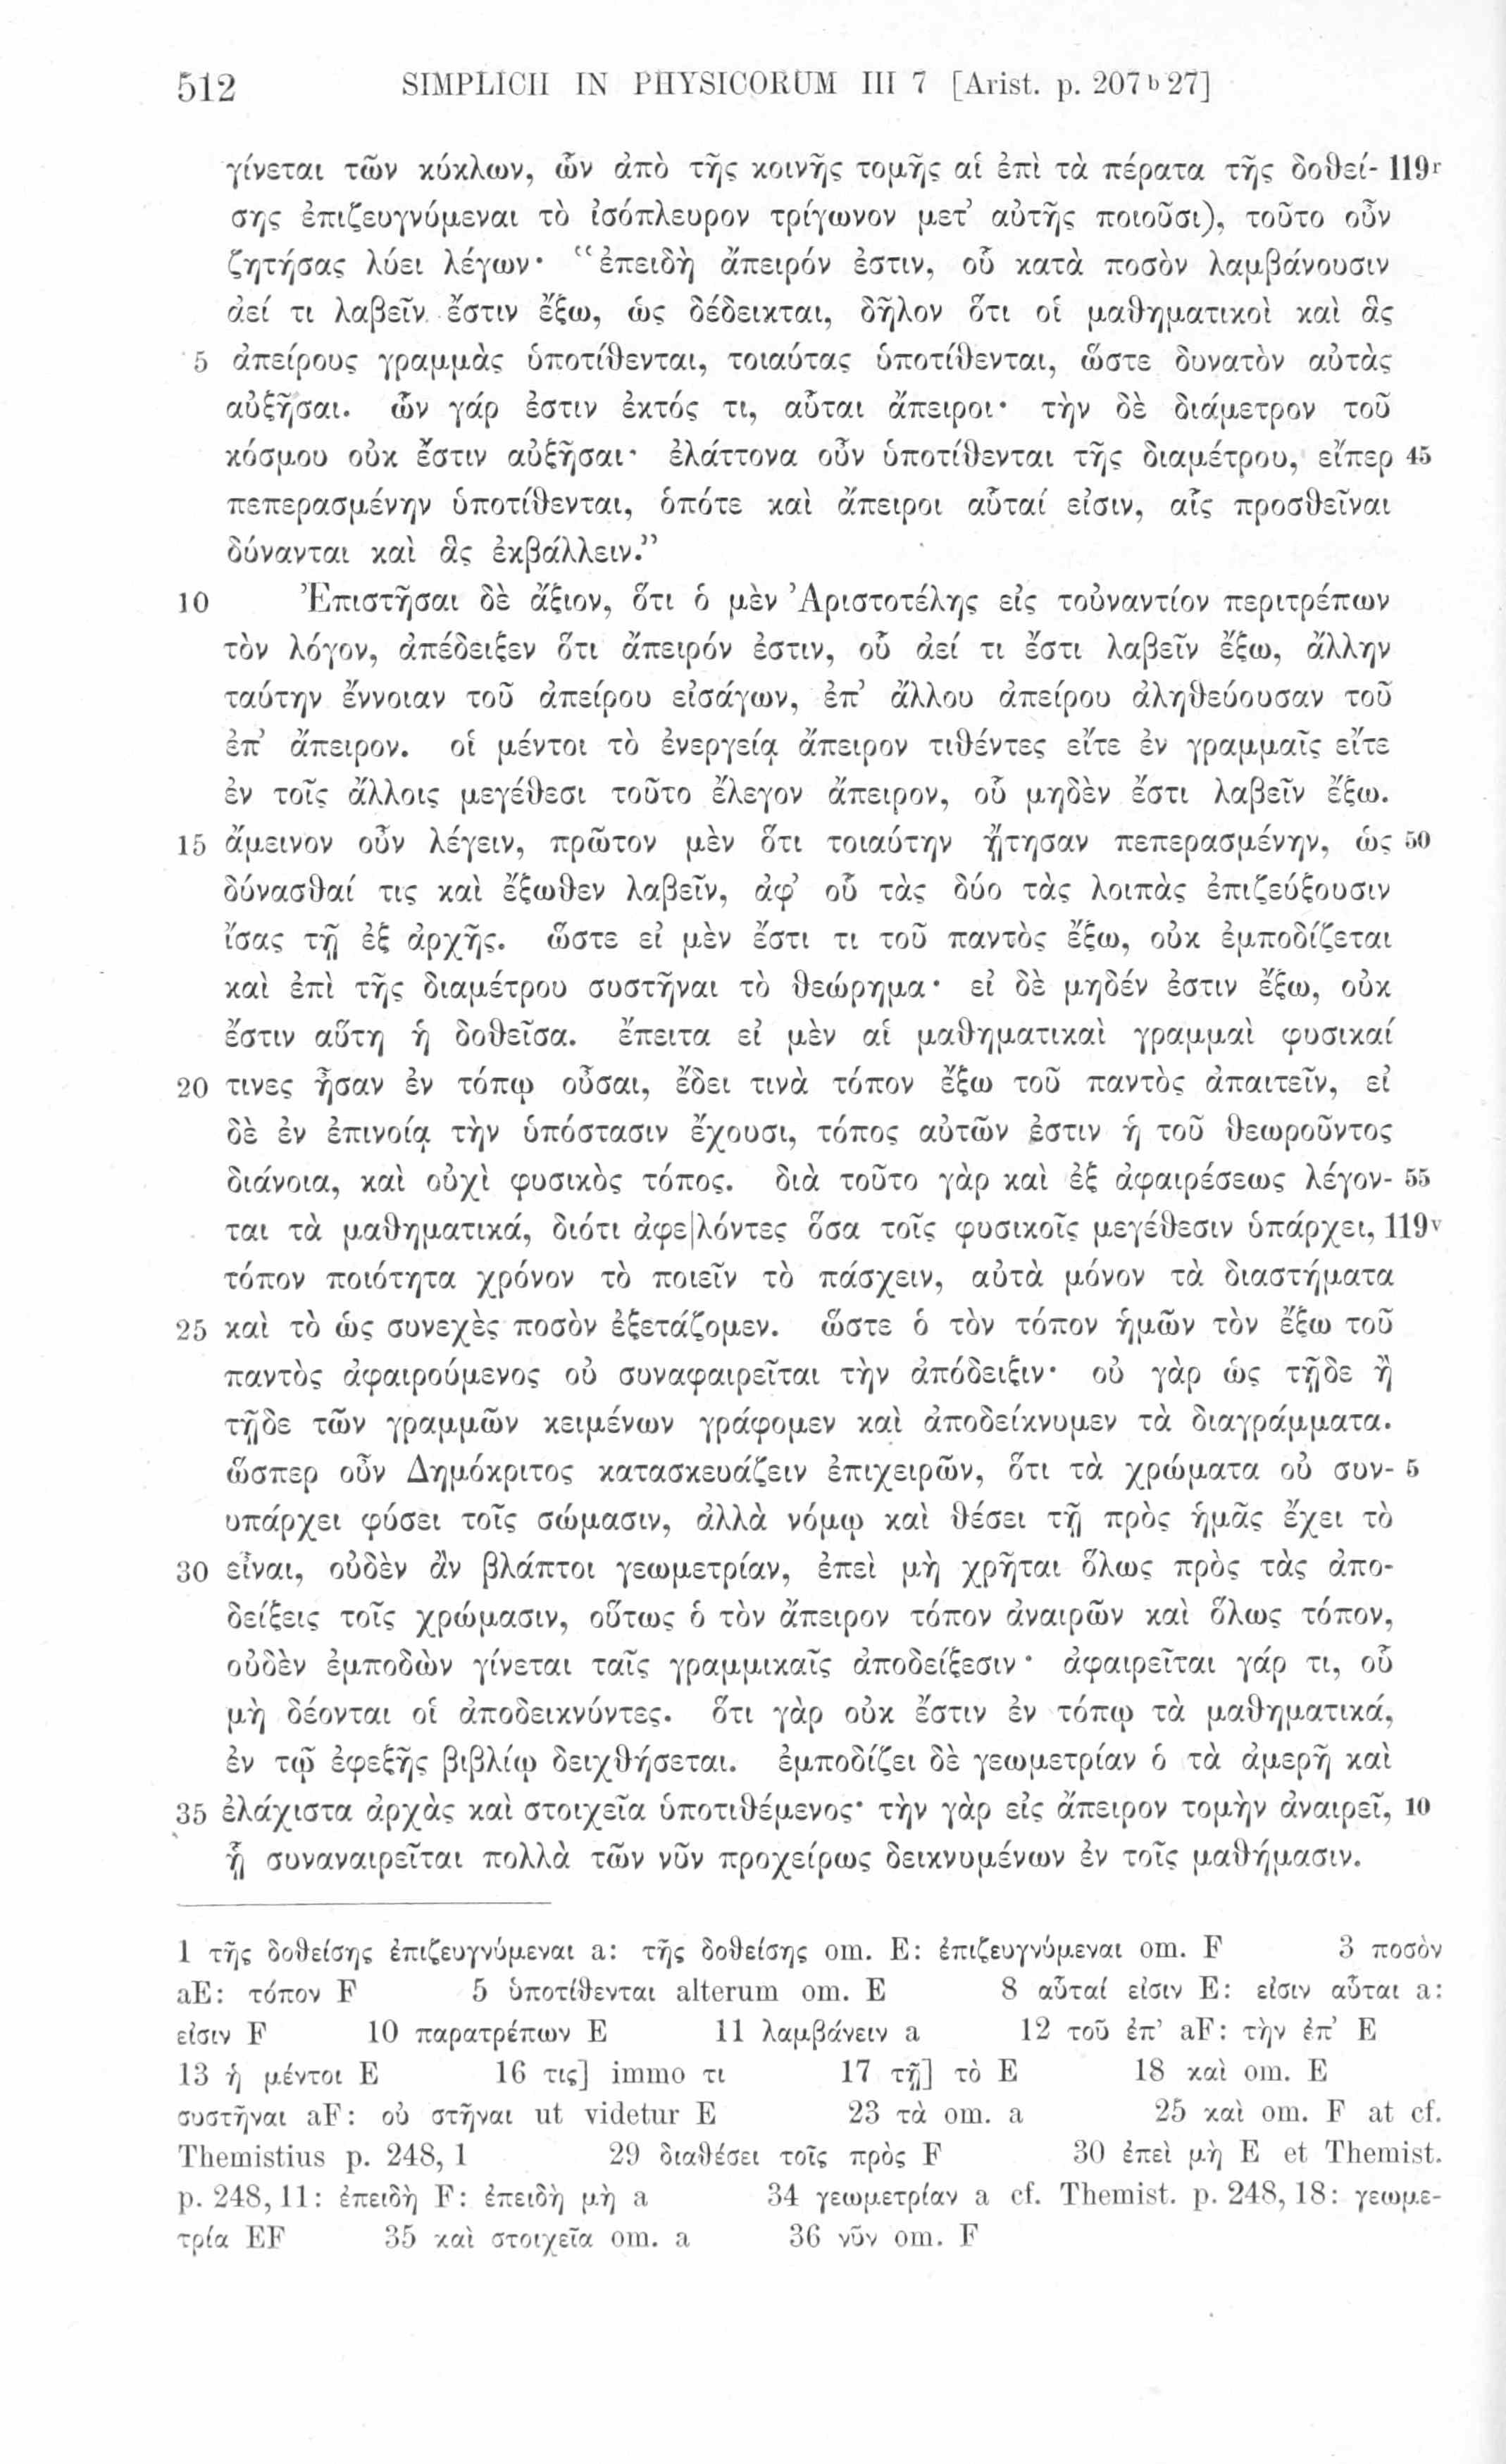 512 SIMPLICII IN PHYSICORUM III 7 [Arist. p. 207 b 27]
γίνεται τῶν κύκλων, ὧν ἀπὸ τῆς κοινῆς τομῆς αἱ ἐπὶ τὰ πέρατα τῆς δοθεί- 119r
σης ἐπιζευγνύμεναι τὸ ἰσόπλευρον τρίγωνον μετ’ αὐτῆς ποιοῦσι), τοῦτο οὖν
ζητήσας λύει λέγων· “ἐπειδὴ ἄπειρόν ἐστιν, οὗ κατὰ ποσὸν λαμβάνουσιν
ἀεί τι λαβεῖν ἔστιν ἔξω, ὡς δέδεικται, δῆλον ὅτι οἱ μαθηματικοὶ καὶ ἃς
5 ἀπείρους γραμμὰς ὑποτίθενται, τοιαύτας ὑποτίθενται, ὥστε δυνατὸν αὐτὰς
αὐξῆσαι. ὧν γάρ ἐστιν ἐκτός τι, αὗται ἄπειροι· τὴν δὲ διάμετρον τοῦ
κόσμου οὐκ ἔστιν αὐξῆσαι· ἐλάττονα οὖν ὑποτίθενται τῆς διαμέτρου, εἴπερ 45
πεπερασμένην ὑποτίθενται, ὁπότε καὶ ἄπειροι αὗταί εἰσιν, αἷς προσθεῖναι
δύνανται καὶ ἃς ἐκβάλλειν.”
10 Ἐπιστῆσαι δὲ ἄξιον, ὅτι ὁ μὲν Ἀριστοτέλης εἰς τοὐναντίον περιτρέπων
τὸν λόγον, ἀπέδειξεν ὅτι ἄπειρόν ἐστιν, οὗ ἀεί τι ἔστι λαβεῖν ἔξω, ἄλλην
ταύτην ἔννοιαν τοῦ ἀπείρου εἰσάγων, ἐπ’ ἄλλου ἀπείρου ἀληθεύουσαν τοῦ
ἐπ’ ἄπειρον. οἱ μέντοι τὸ ἐνεργείᾳ ἄπειρον τιθέντες εἴτε ἐν γραμμαῖς εἴτε
ἐν τοῖς ἄλλοις μεγέθεσι τοῦτο ἔλεγον ἄπειρον, οὗ μηδὲν ἔστι λαβεῖν ἔξω.
15 ἄμεινον οὖν λέγειν, πρῶτον μὲν ὅτι τοιαύτην ᾔτησαν πεπερασμένην, ὡς 50
δύνασθαί τις καὶ ἔξωθεν λαβεῖν, ἀφ’ οὗ τὰς δύο τὰς λοιπὰς ἐπιζεύξουσιν
ἴσας τῇ ἐξ ἀρχῆς. ὥστε εἰ μὲν ἔστι τι τοῦ παντὸς ἔξω, οὐκ ἐμποδίζεται
καὶ ἐπὶ τῆς διαμέτρου συστῆναι τὸ θεώρημα· εἰ δὲ μηδέν ἐστιν ἔξω, οὐκ
ἔστιν αὕτη ἡ δοθεῖσα. ἔπειτα εἰ μὲν αἱ μαθηματικαὶ γραμμαὶ φυσικαί
20 τινες ἦσαν ἐν τόπῳ οὖσαι, ἔδει τινὰ τόπον ἔξω τοῦ παντὸς ἀπαιτεῖν, εἰ
δὲ ἐν ἐπινοίᾳ τὴν ὑπόστασιν ἔχουσι, τόπος αὐτῶν ἐστιν ἡ τοῦ θεωροῦντος
διάνοια, καὶ οὐχὶ φυσικὸς τόπος. διὰ τοῦτο γὰρ καὶ ἐξ ἀφαιρέσεως λέγον- 55
ται τὰ μαθηματικά, διότι ἀφε|λόντες ὅσα τοῖς φυσικοῖς μεγέθεσιν ὑπάρχει, 119v
τόπον ποιότητα χρόνον τὸ ποιεῖν τὸ πάσχειν, αὐτὰ μόνον τὰ διαστήματα
25 καὶ τὸ ὡς συνεχὲς ποσὸν ἐξετάζομεν. ὥστε ὁ τὸν τόπον ἡμῶν τὸν ἔξω τοῦ
παντὸς ἀφαιρούμενος οὐ συναφαιρεῖται τὴν ἀπόδειξιν· οὐ γὰρ ὡς τῇδε ἢ
τῇδε τῶν γραμμῶν κειμένων γράφομεν καὶ ἀποδείκνυμεν τὰ διαγράμματα.
ὥσπερ οὖν Δημόκριτος κατασκευάζειν ἐπιχειρῶν, ὅτι τὰ χρώματα οὐ συν- 5
υπάρχει φύσει τοῖς σώμασιν, ἀλλὰ νόμῳ καὶ θέσει τῇ πρὸς ἡμᾶς ἔχει τὸ
30 εἶναι, οὐδὲν ἂν βλάπτοι γεωμετρίαν, ἐπεὶ μὴ χρῆται ὅλως πρὸς τὰς ἀπο-
δείξεις τοῖς χρώμασιν, οὕτως ὁ τὸν ἄπειρον τόπον ἀναιρῶν καὶ ὅλως τόπον,
οὐδὲν ἐμποδὼν γίνεται ταῖς γραμμικαῖς ἀποδείξεσιν· ἀφαιρεῖται γάρ τι, οὗ
μὴ δέονται οἱ ἀποδεικνύντες. ὅτι γὰρ οὐκ ἔστιν ἐν τόπῳ τὰ μαθηματικά,
ἐν τῷ ἐφεξῆς βιβλίῳ δειχθήσεται. ἐμποδίζει δὲ γεωμετρίαν ὁ τὰ ἀμερῆ καὶ
35 ἐλάχιστα ἀρχὰς καὶ στοιχεῖα ὑποτιθέμενος· τὴν γὰρ εἰς ἄπειρον τομὴν ἀναιρεῖ, 10
ᾗ συναναιρεῖται πολλὰ τῶν νῦν προχείρως δεικνυμένων ἐν τοῖς μαθήμασιν.
1 τῆς δοθείσης ἐπιζευγνύμεναι a: τῆς δοθείσης om. E: ἐπιζευγνύμεναι om. F 3 ποσὸν
aE: τόπον F 5 ὑποτίθενται alterum om. E 8 αὗταί εἰσιν E: εἰσιν αὗται a:
εἰσιν F 10 παρατρέπων E 11 λαμβάνειν a 12 τοῦ ἐπ’ aF: τὴν ἐπ’ E
13 ἡ μέντοι E 16 τις] immo τι 17 τῇ] τὸ E 18 καὶ om. E
συστῆναι aF: οὐ στῆναι ut videtur E 23 τὰ om. a 25 καὶ om. F at cf.
Themistius p. 248, 1 29 διαθέσει τοῖς πρὸς F 30 ἐπεὶ μὴ E et Themist.
p. 248, 11: ἐπειδὴ F: ἐπειδὴ μὴ a 34 γεωμετρίαν a cf. Themist. p. 248, 18: γεωμε-
τρία EF 35 καὶ στοιχεῖα om. a 36 νῦν om. F